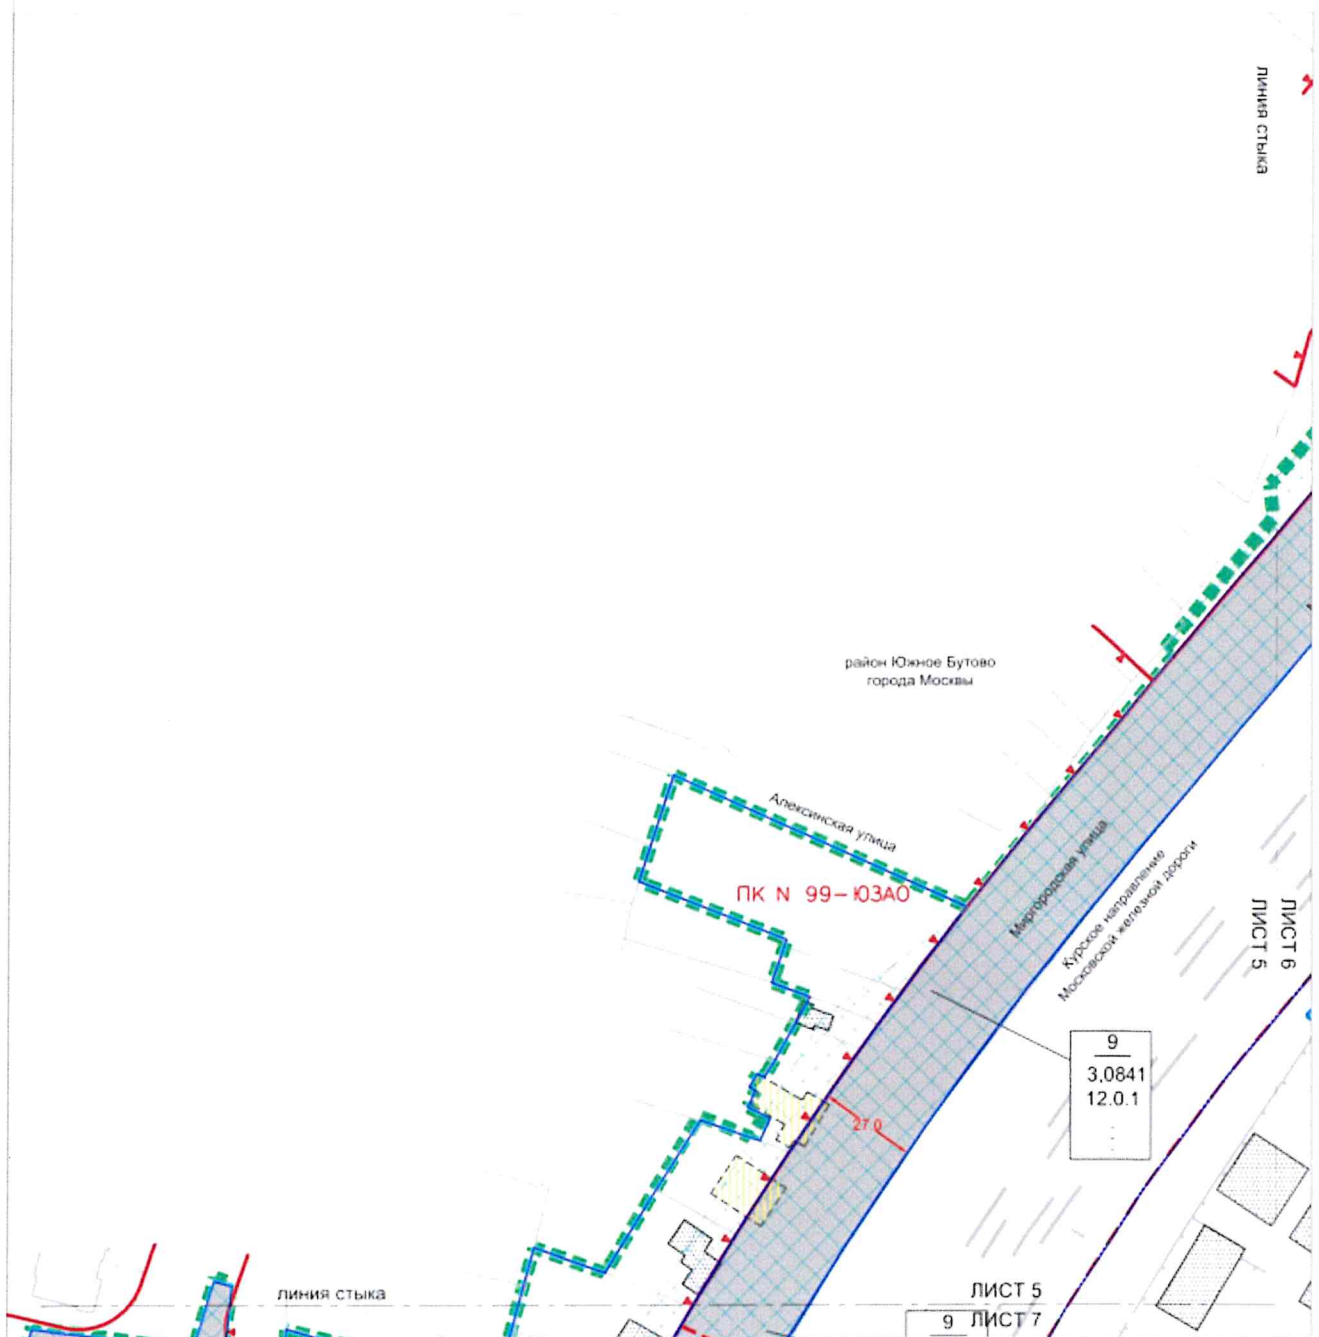 линия стыка
район Южное Бутово
города Москвы
Алексинская улица
ПК N 99-ЮЗАО
Миргородская улица
Курское направление
Московской железной дороги
ЛИСТ 6
ЛИСТ 5
9
3,0841
12.0.1
27.0
линия стыка
ЛИСТ 5
9
ЛИСТ 7